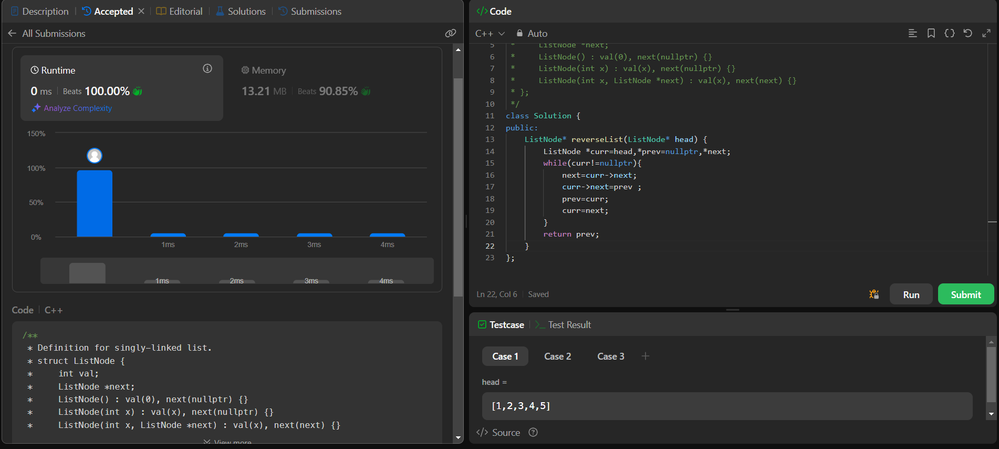 Description
Accepted
Editorial
Solutions
Submissions
All Submissions
Runtime
0 ms
Beats 100.00%
Analyze Complexity
Memory
13.21 MB
Beats 90.85%
150%
100%
50%
0%
1ms 2ms 3ms 4ms
1ms 2ms 3ms 4ms
Code
C++
/**
* Definition for singly-linked list.
* struct ListNode {
*     int val;
*     ListNode *next;
*     ListNode() : val(0), next(nullptr) {}
*     ListNode(int x) : val(x), next(nullptr) {}
*     ListNode(int x, ListNode *next) : val(x), next(next) {}
View more
</> Code
C++
Auto
5 *     ListNode *next;
6 *     ListNode() : val(0), next(nullptr) {}
7 *     ListNode(int x) : val(x), next(nullptr) {}
8 *     ListNode(int x, ListNode *next) : val(x), next(next) {}
9 * };
10 */
11 class Solution {
12 public:
13     ListNode* reverseList(ListNode* head) {
14         ListNode *curr=head,*prev=nullptr,*next;
15         while(curr!=nullptr){
16             next=curr->next;
17             curr->next=prev ;
18             prev=curr;
19             curr=next;
20         }
21         return prev;
22     }
23 };
Ln 22, Col 6
Saved
Run
Submit
Testcase
>_ Test Result
Case 1
Case 2
Case 3
+
head =
[1,2,3,4,5]
</> Source ?